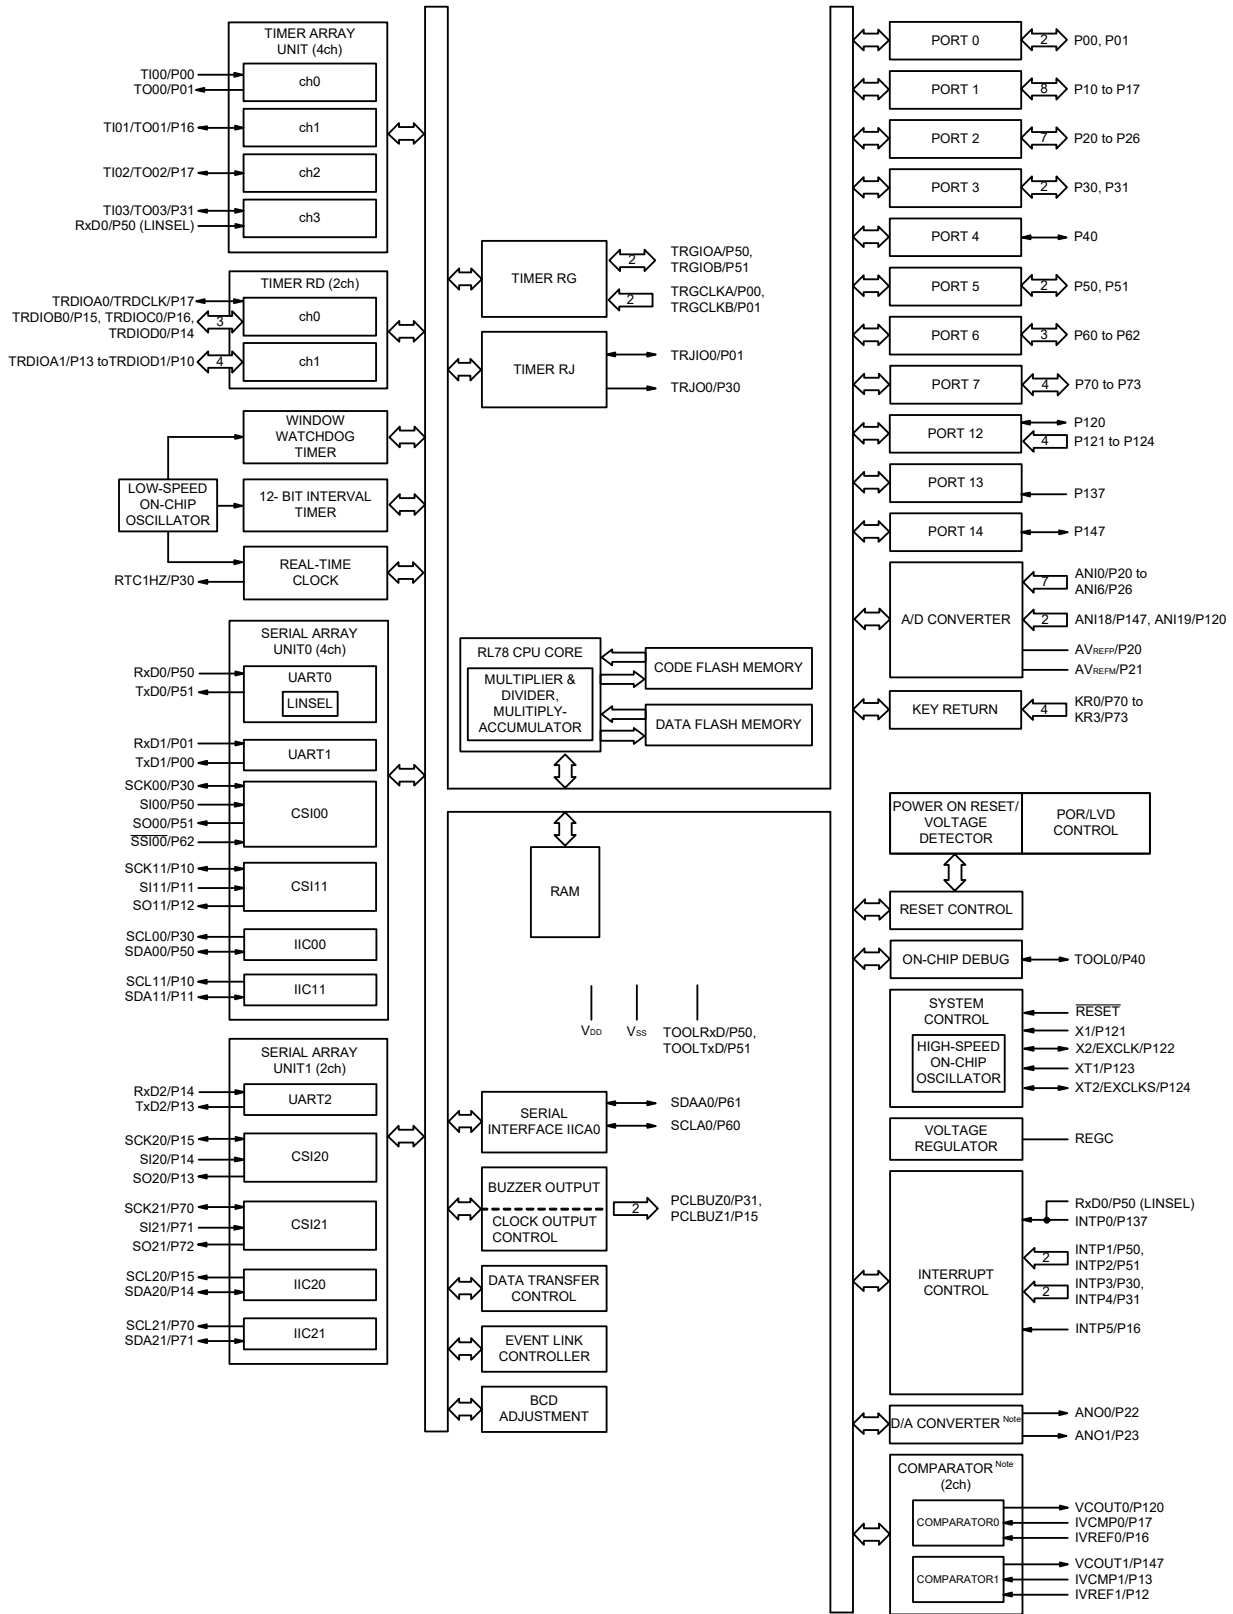 TIMER ARRAY
UNIT (4ch)
TI00/P00
TO00/P01
ch0
TI01/TO01/P16
ch1
TI02/TO02/P17
ch2
TI03/TO03/P31
RxD0/P50 (LINSEL)
ch3
TIMER RD (2ch)
TRDIOA0/TRDCLK/P17
TRDIOB0/P15, TRDIOC0/P16,
TRDIOD0/P14
3
ch0
TRDIOA1/P13 toTRDIOD1/P10
4
ch1
WINDOW
WATCHDOG
TIMER
LOW-SPEED
ON-CHIP
OSCILLATOR
12- BIT INTERVAL
TIMER
RTC1HZ/P30
REAL-TIME
CLOCK
SERIAL ARRAY
UNIT0 (4ch)
RxD0/P50
TxD0/P51
UART0
LINSEL
RxD1/P01
TxD1/P00
UART1
SCK00/P30
SI00/P50
SO00/P51
SSI00/P62
CSI00
SCK11/P10
SI11/P11
SO11/P12
CSI11
SCL00/P30
SDA00/P50
IIC00
SCL11/P10
SDA11/P11
IIC11
SERIAL ARRAY
UNIT1 (2ch)
RxD2/P14
TxD2/P13
UART2
SCK20/P15
SI20/P14
SO20/P13
CSI20
SCK21/P70
SI21/P71
SO21/P72
CSI21
SCL20/P15
SDA20/P14
IIC20
SCL21/P70
SDA21/P71
IIC21
TIMER RG
2
TRGIOA/P50,
TRGIOB/P51
2
TRGCLKA/P00,
TRGCLKB/P01
TIMER RJ
TRJIO0/P01
TRJO0/P30
RL78 CPU CORE
MULTIPLIER &
DIVIDER,
MULITIPLY-
ACCUMULATOR
CODE FLASH MEMORY
DATA FLASH MEMORY
RAM
VDD
VSS
TOOLRxD/P50,
TOOLTxD/P51
SERIAL
INTERFACE IICA0
SDAA0/P61
SCLA0/P60
BUZZER OUTPUT
CLOCK OUTPUT
CONTROL
2
PCLBUZ0/P31,
PCLBUZ1/P15
DATA TRANSFER
CONTROL
EVENT LINK
CONTROLLER
BCD
ADJUSTMENT
PORT 0
2
P00, P01
PORT 1
8
P10 to P17
PORT 2
7
P20 to P26
PORT 3
2
P30, P31
PORT 4
P40
PORT 5
2
P50, P51
PORT 6
3
P60 to P62
PORT 7
4
P70 to P73
PORT 12
P120
4
P121 to P124
PORT 13
P137
PORT 14
P147
A/D CONVERTER
7
ANI0/P20 to
ANI6/P26
2
ANI18/P147, ANI19/P120
AVREFP/P20
AVREFM/P21
KEY RETURN
4
KR0/P70 to
KR3/P73
POWER ON RESET/
VOLTAGE
DETECTOR
POR/LVD
CONTROL
RESET CONTROL
ON-CHIP DEBUG
TOOL0/P40
SYSTEM
CONTROL
HIGH-SPEED
ON-CHIP
OSCILLATOR
RESET
X1/P121
X2/EXCLK/P122
XT1/P123
XT2/EXCLKS/P124
VOLTAGE
REGULATOR
REGC
INTERRUPT
CONTROL
RxD0/P50 (LINSEL)
INTP0/P137
2
INTP1/P50,
INTP2/P51
2
INTP3/P30,
INTP4/P31
INTP5/P16
D/A CONVERTER Note
ANO0/P22
ANO1/P23
COMPARATOR Note
(2ch)
COMPARATOR0
VCOUT0/P120
IVCMP0/P17
IVREF0/P16
COMPARATOR1
VCOUT1/P147
IVCMP1/P13
IVREF1/P12